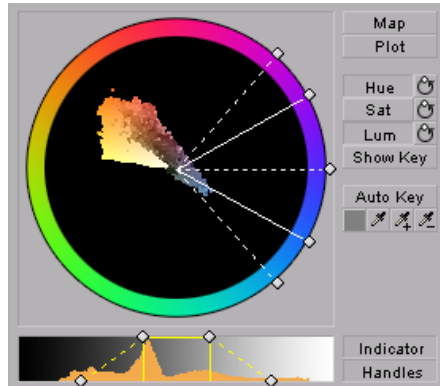 Map
Plot
Hue
Sat
Lum
Show Key
Auto Key
Indicator
Handles